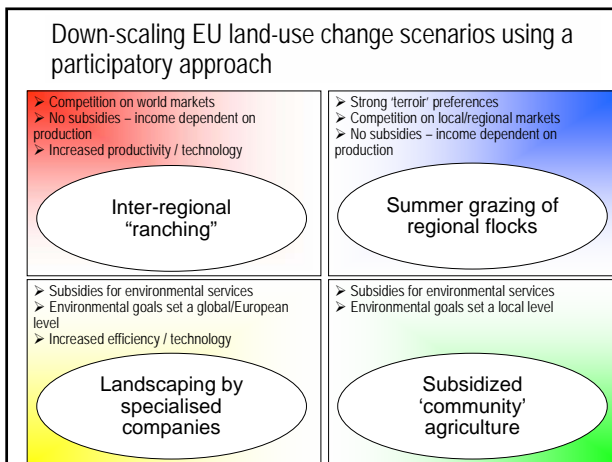 Down-scaling EU land-use change scenarios using a
participatory approach
➢ Competition on world markets
➢ No subsidies – income dependent on
production
➢ Increased productivity / technology
Inter-regional
“ranching”
➢ Strong ‘terroir’ preferences
➢ Competition on local/regional markets
➢ No subsidies – income dependent on
production
Summer grazing of
regional flocks
➢ Subsidies for environmental services
➢ Environmental goals set a global/European
level
➢ Increased efficiency / technology
Landscaping by
specialised
companies
➢ Subsidies for environmental services
➢ Environmental goals set a local level
Subsidized
‘community’
agriculture